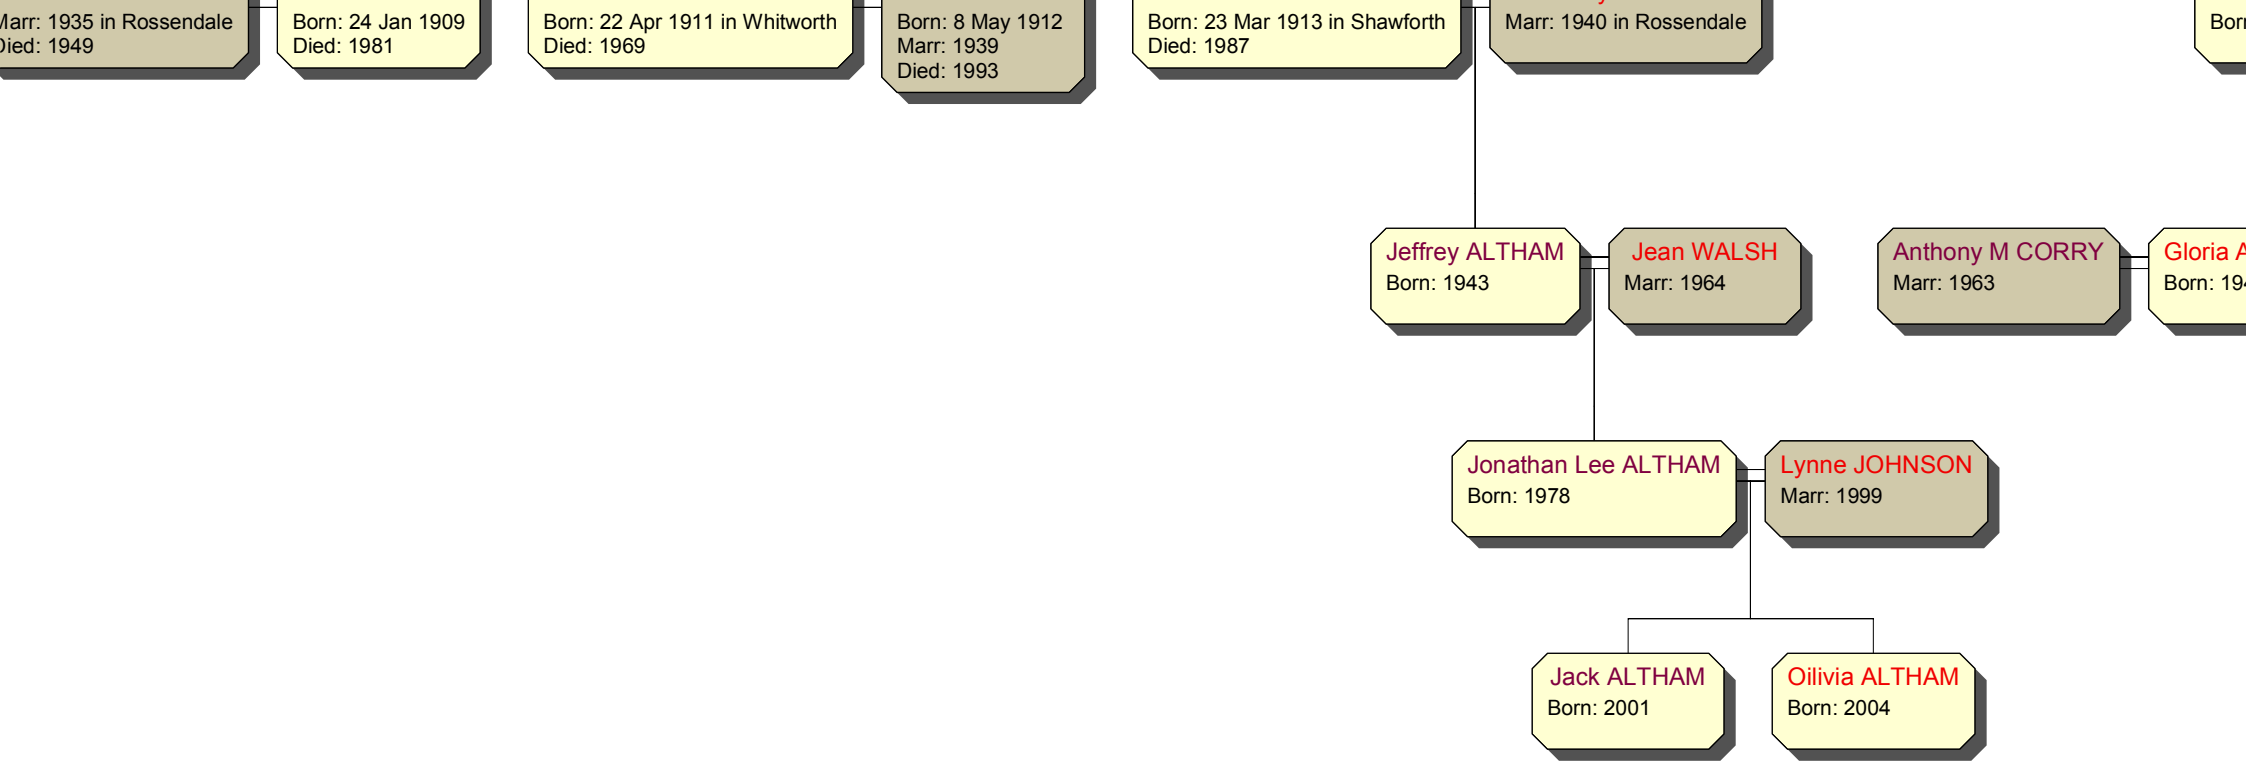 Marr: 1935 in Rossendale
Died: 1949
Born: 24 Jan 1909
Died: 1981
Born: 22 Apr 1911 in Whitworth
Died: 1969
Born: 8 May 1912
Marr: 1939
Died: 1993
Born: 23 Mar 1913 in Shawforth
Died: 1987
Marr: 1940 in Rossendale
Jeffrey ALTHAM
Born: 1943
Jean WALSH
Marr: 1964
Anthony M CORRY
Marr: 1963
Gloria
Born:
Jonathan Lee ALTHAM
Born: 1978
Lynne JOHNSON
Marr: 1999
Jack ALTHAM
Born: 2001
Oilivia ALTHAM
Born: 2004